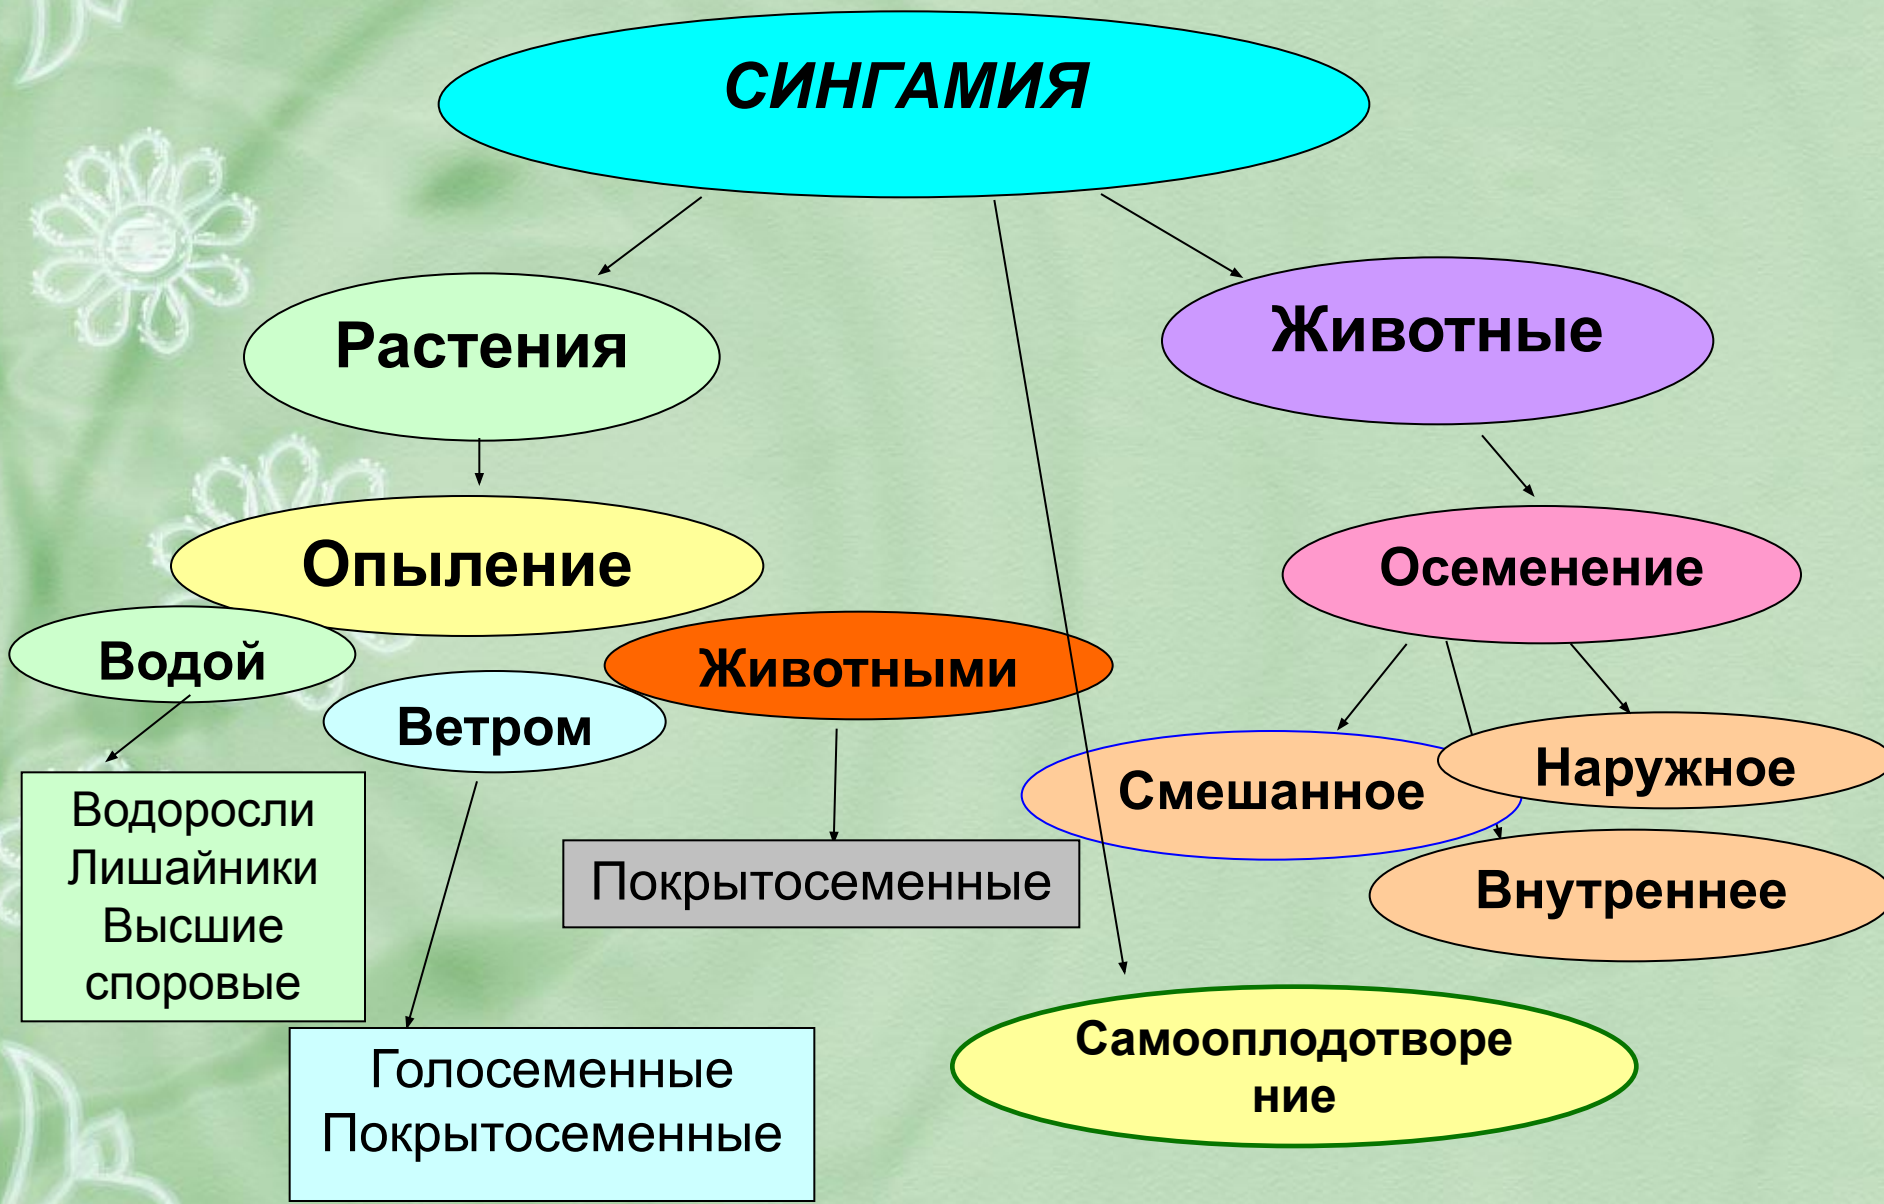 СИНГАМИЯ
Растения
Животные
Опыление
Осеменение
Водой
Ветром
Животными
Смешанное
Наружное
Внутреннее
Водоросли
Лишайники
Высшие
споровые
Покрытосеменные
Голосеменные
Покрытосеменные
Самооплодотворе
ние